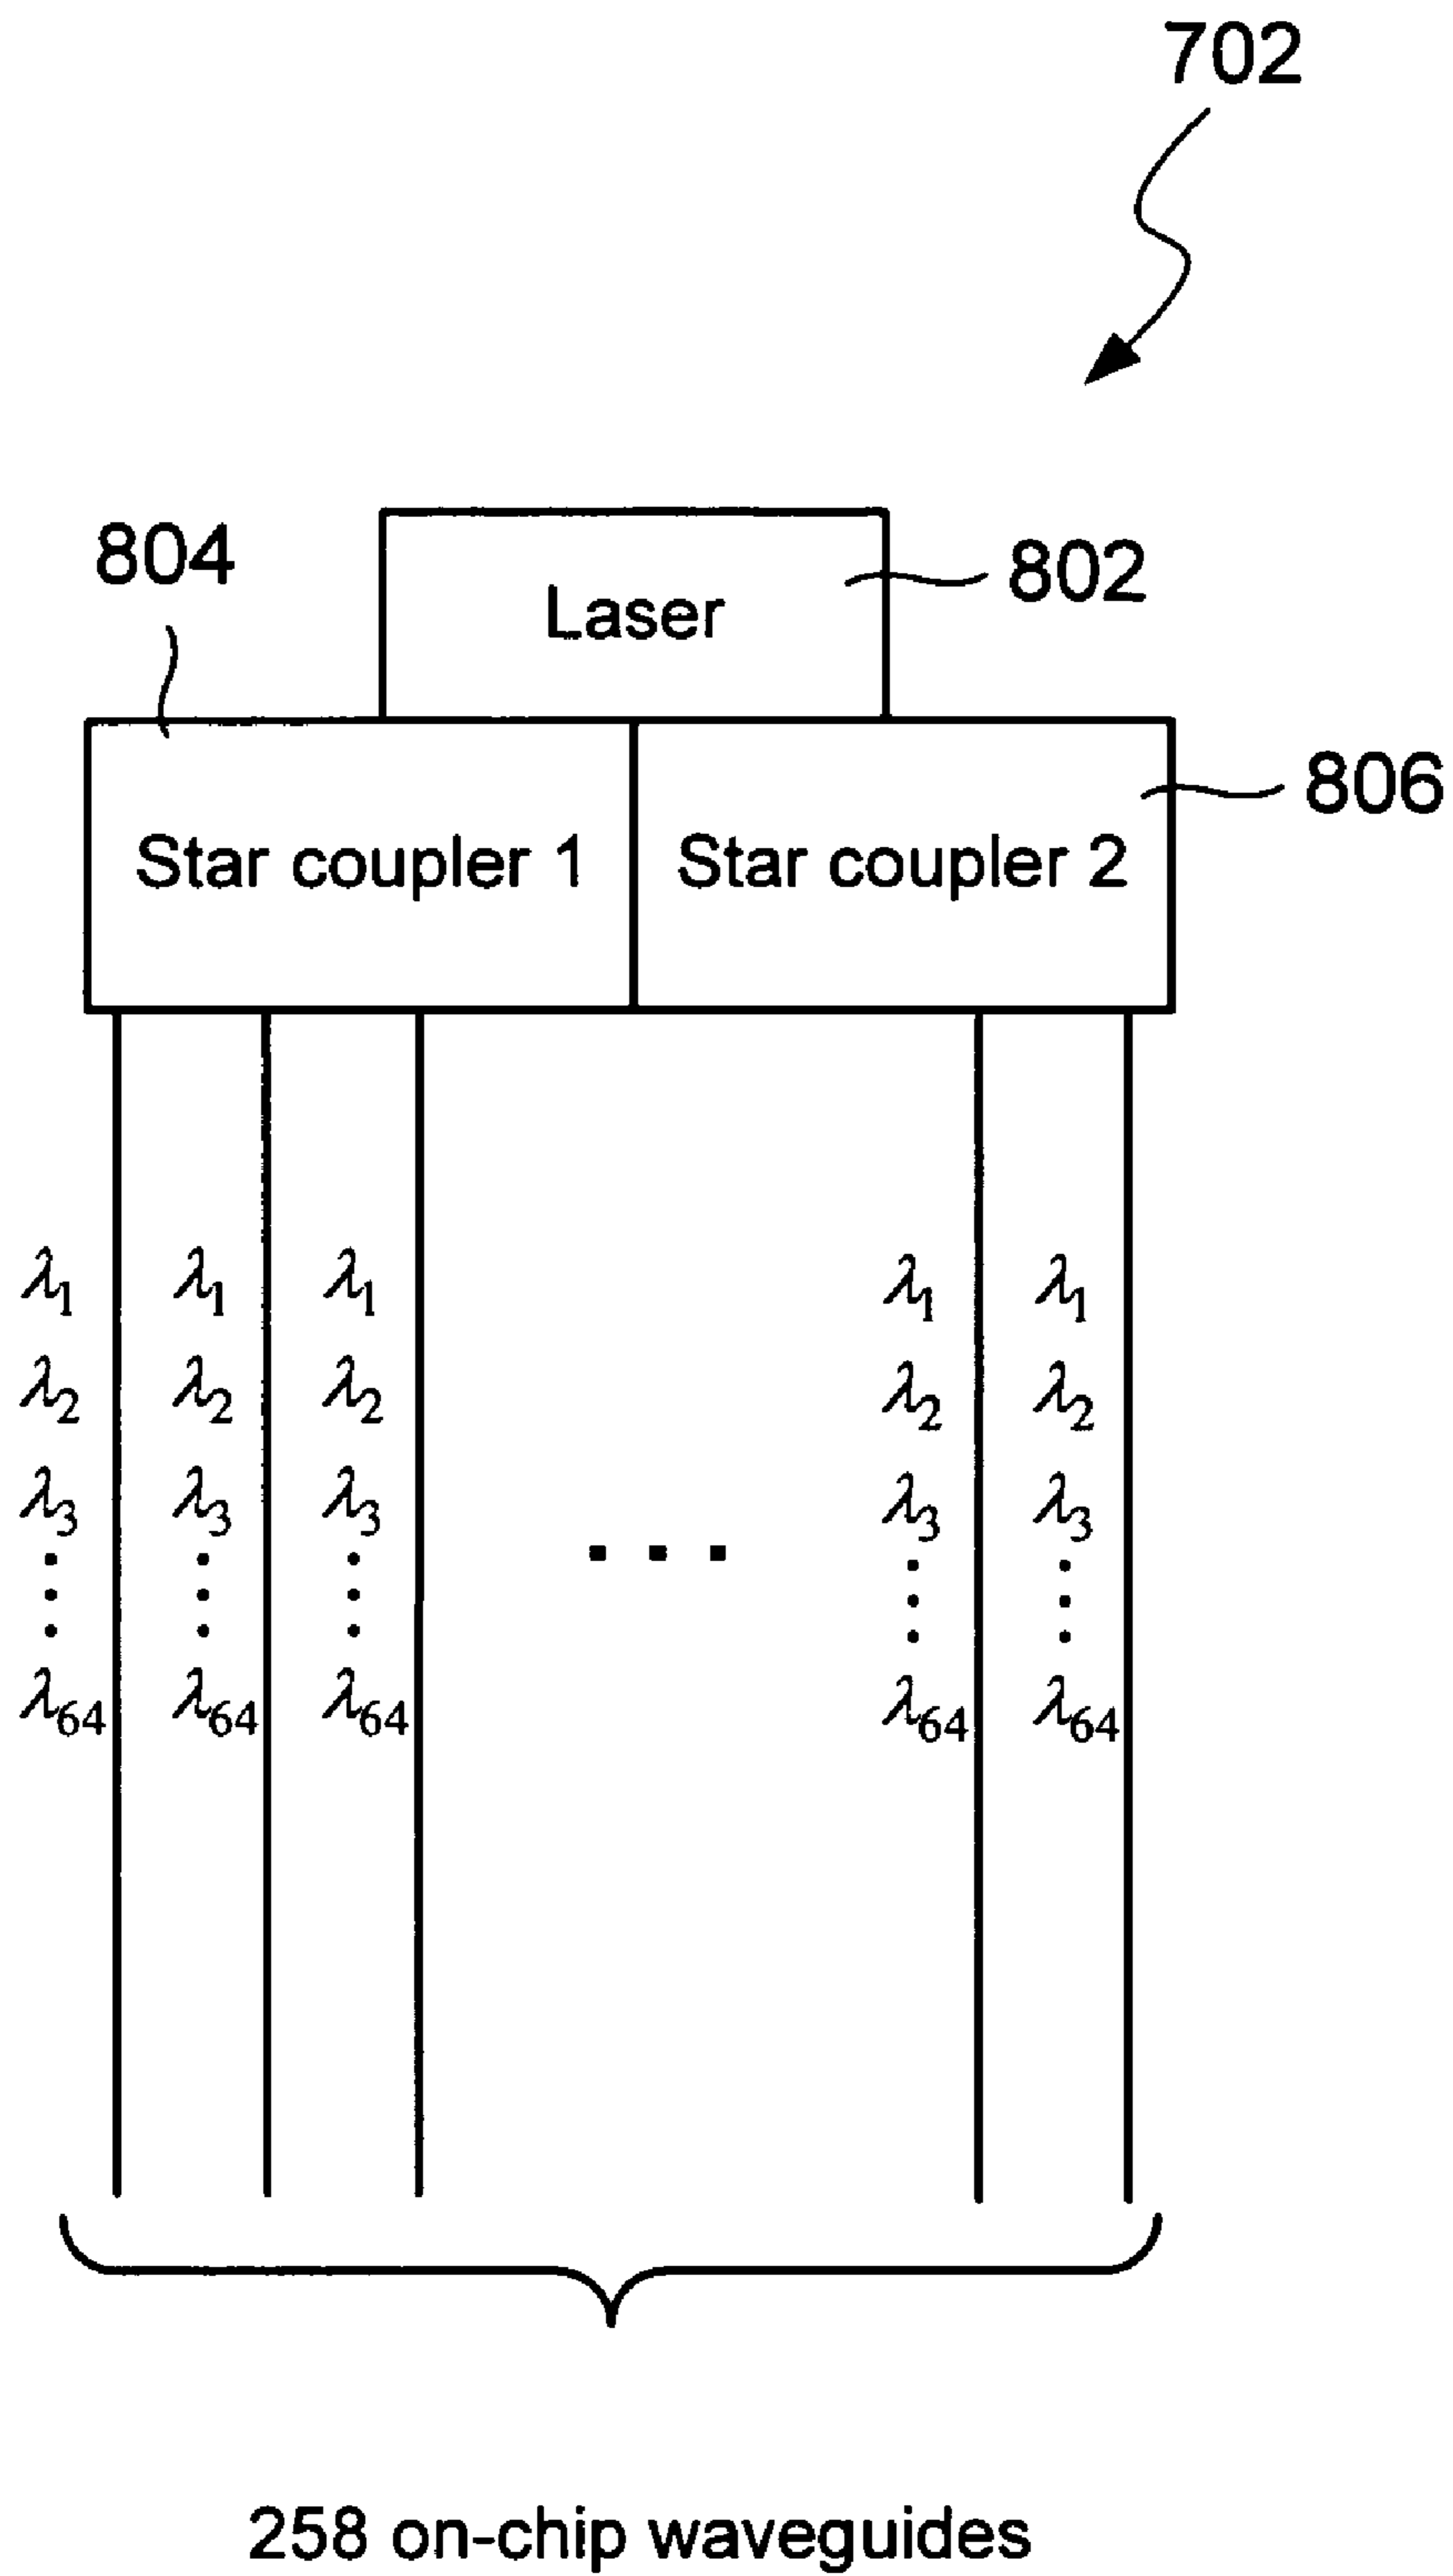 702
804
Laser
802
806
Star coupler 1 Star coupler 2
λ1 λ1 λ1 λ1 λ1
λ2 λ2 λ2 λ2 λ2
λ3 λ3 λ3 ... λ3 λ3
λ64 λ64 λ64 λ64 λ64
258 on-chip waveguides